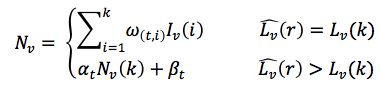 N_v = { ∑_{i=1}^{k} ω_{(t,i)} I_v(i)    \widehat{L_v}(r) = L_v(k)
α_t N_v(k) + β_t    \widehat{L_v}(r) > L_v(k)